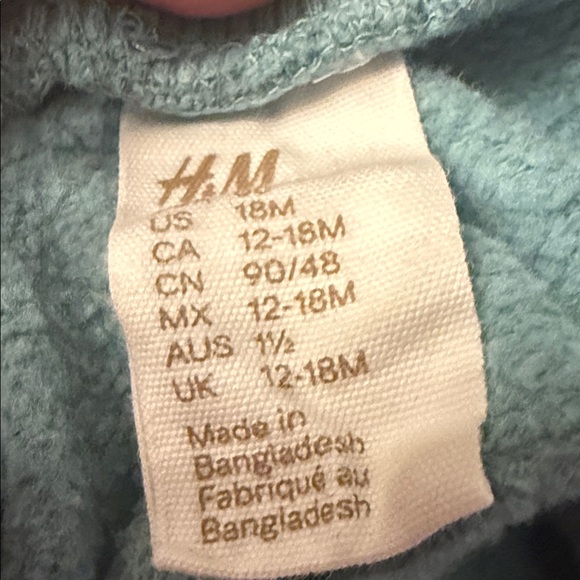 H&M
US 18M
CA 12-18M
CN 90/48
MX 12-18M
AUS 1½
UK 12-18M
Made in
Bangladesh
Fabriqué au
Bangladesh